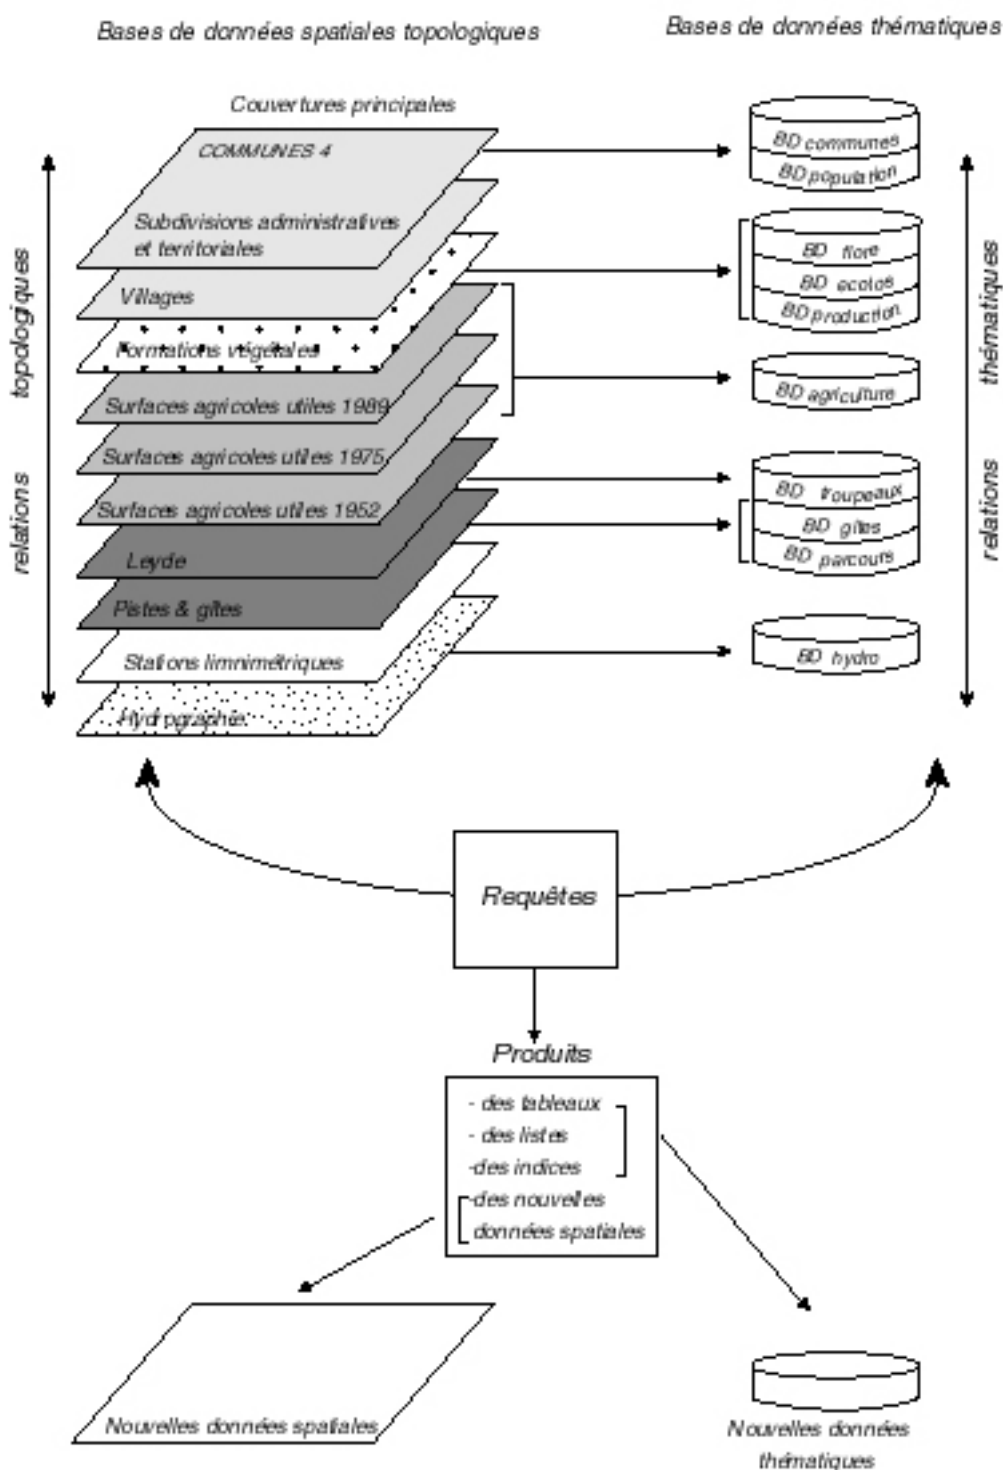 Bases de données spatiales topologiques
Bases de données thématiques
Couvertures principales
COMMUNES 4
Subdivisions administratives
et territoriales
Villages
Formations végétales
Surfaces agricoles utiles 1989
Surfaces agricoles utiles 1975
Surfaces agricoles utiles 1952
Leyde
Pistes & gîtes
Stations limnimétriques
Hydrographie
relations topologiques
BD communes
BD population
BD flore
BD ecolos
BD production
BD agriculture
BD troupeaux
BD gîtes
BD parcours
BD hydro
relations thématiques
Requêtes
Produits
- des tableaux
- des listes
-des indices
-des nouvelles
données spatiales
Nouvelles données spatiales
Nouvelles données
thématiques